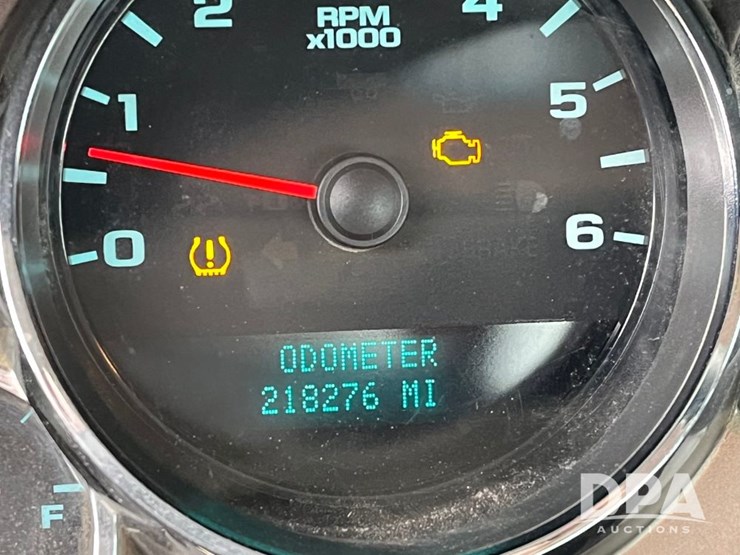 2 RPM 4
x1000
1 5
0 6
!
ODOMETER
218276 MI
F
DPA
AUCTIONS